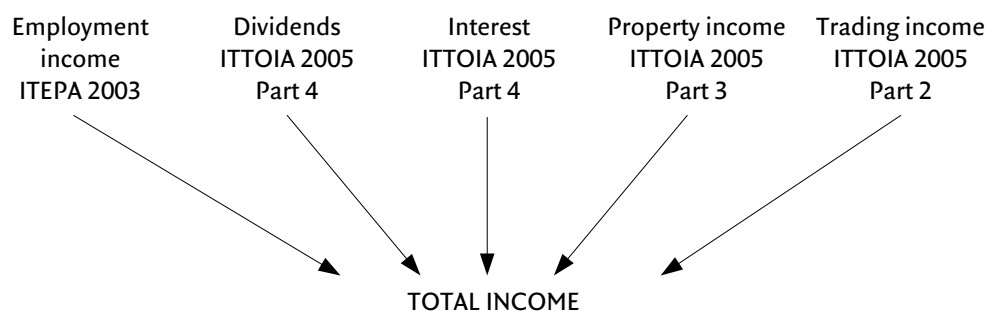 Employment
income
ITEPA 2003
Dividends
ITTOIA 2005
Part 4
Interest
ITTOIA 2005
Part 4
Property income
ITTOIA 2005
Part 3
Trading income
ITTOIA 2005
Part 2
TOTAL INCOME